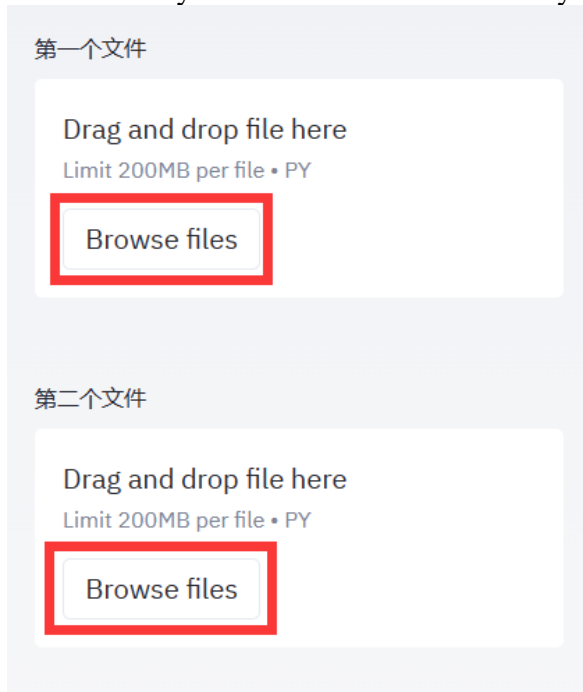 第一个文件
Drag and drop file here
Limit 200MB per file • PY
Browse files
第二个文件
Drag and drop file here
Limit 200MB per file • PY
Browse files